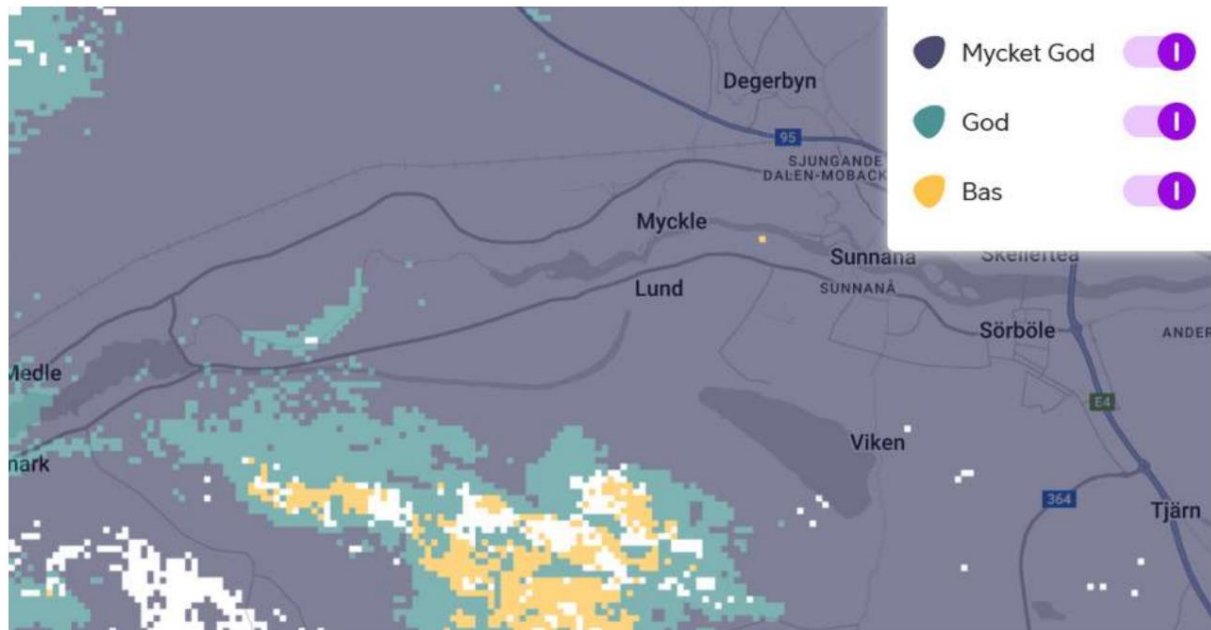 Mycket God
God
Bas
Degerbyn
95
SJUNGANDE
DALEN-MOBACK
Myckle
Sunnanå
Skellefteå
Lund
SUNNANÅ
Sörböle
ANDER
Medle
E4
Viken
mark
364
Tjärn